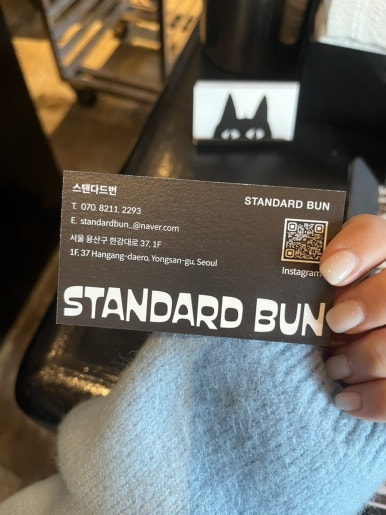 스탠다드번
STANDARD BUN
T. 070. 8211. 2293
E. standardbun_@naver.com
서울 용산구 한강대로 37, 1F
1F, 37 Hangang-daero, Yongsan-gu, Seoul
Instagram
STANDARD BUN